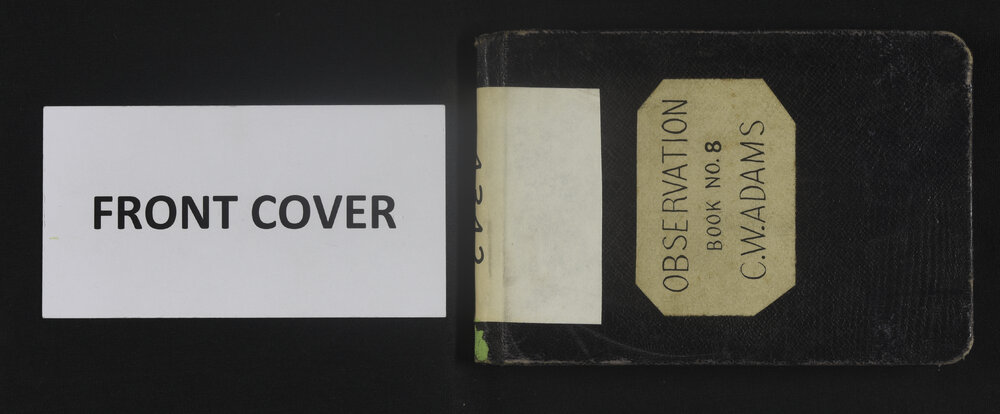 FRONT COVER
OBSERVATION
BOOK NO. 8
C.W.ADAMS